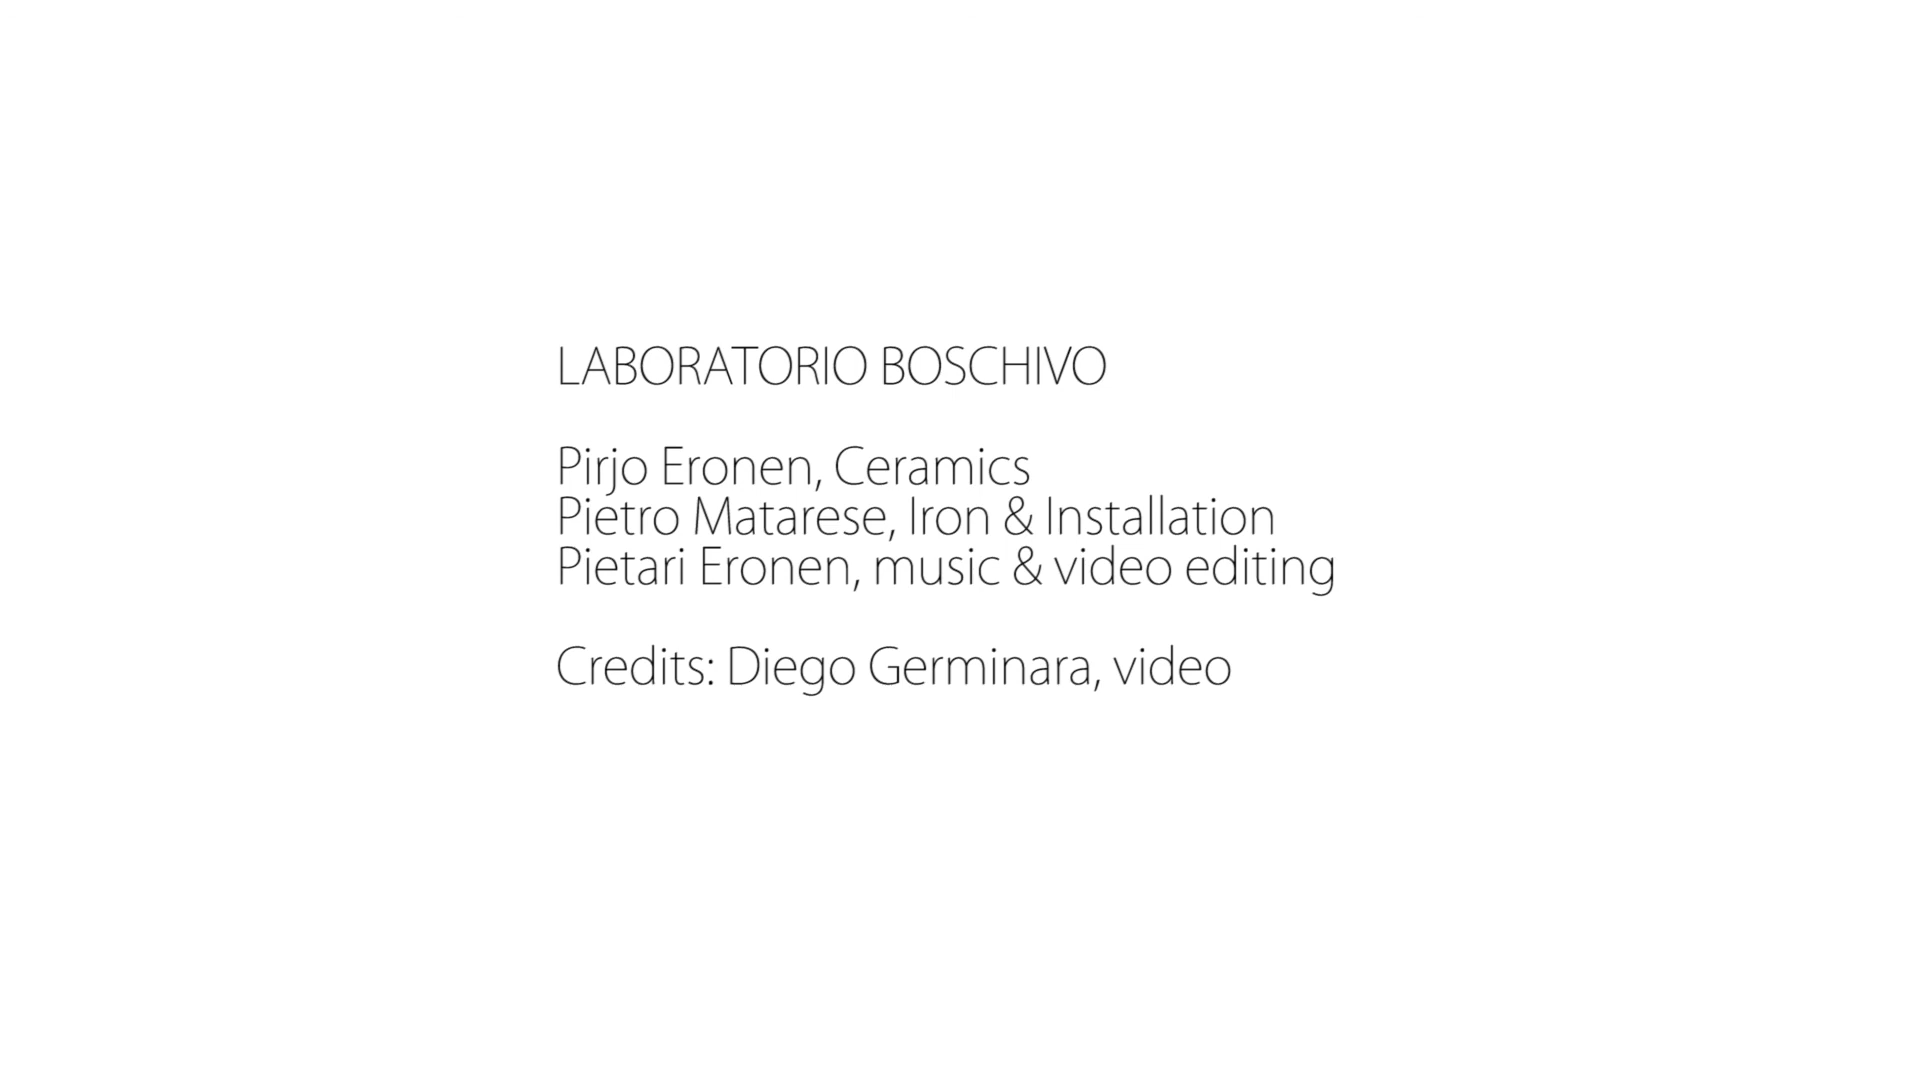 LABORATORIO BOSCHIVO
Pirjo Eronen, Ceramics
Pietro Matarese, Iron & Installation
Pietari Eronen, music & video editing
Credits: Diego Germinara, video